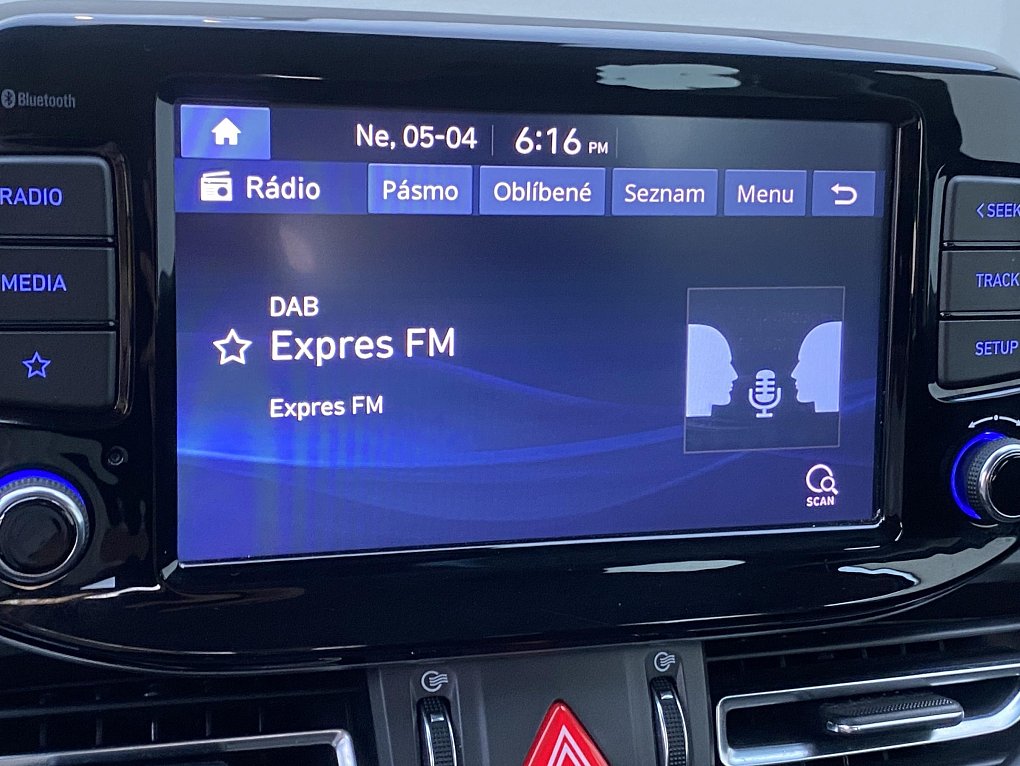 Bluetooth
Ne, 05-04 6:16 PM
Rádio Pásmo Oblíbené Seznam Menu
RADIO
MEDIA
DAB
Expres FM
Expres FM
SCAN
SEEK
TRACK
SETUP